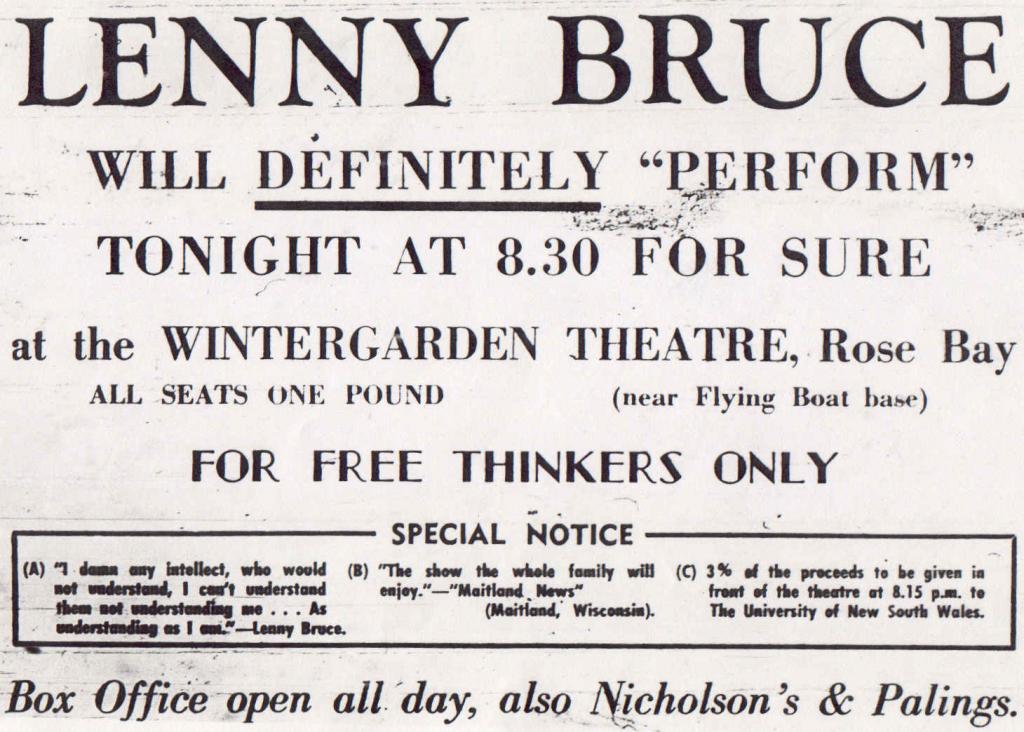 LENNY BRUCE
WILL DEFINITELY “PERFORM”
TONIGHT AT 8.30 FOR SURE
at the WINTERGARDEN THEATRE, Rose Bay
ALL SEATS ONE POUND (near Flying Boat base)
FOR FREE THINKERS ONLY
SPECIAL NOTICE
(A) "I damn any intellect, who would
not understand, I can't understand
them not understanding me . . . As
understanding as I am."—Lenny Bruce.
(B) "The show the whole family will
enjoy."—"Maitland News"
(Maitland, Wisconsin).
(C) 3% of the proceeds to be given in
front of the theatre at 8.15 p.m. to
The University of New South Wales.
Box Office open all day, also Nicholson's & Palings.